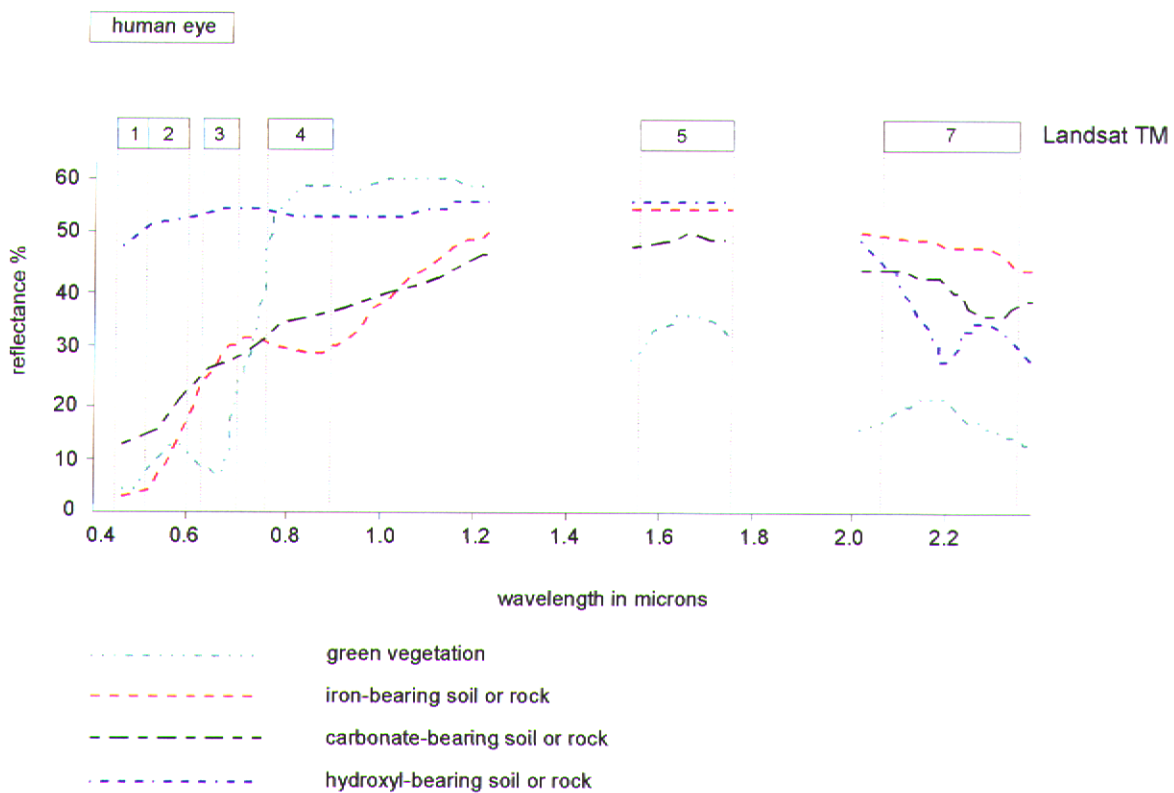 human eye
1 2 3 4 5 7 Landsat TM
60
50
40
30
20
10
0
reflectance %
0.4 0.6 0.8 1.0 1.2 1.4 1.6 1.8 2.0 2.2
wavelength in microns
green vegetation
iron-bearing soil or rock
carbonate-bearing soil or rock
hydroxyl-bearing soil or rock